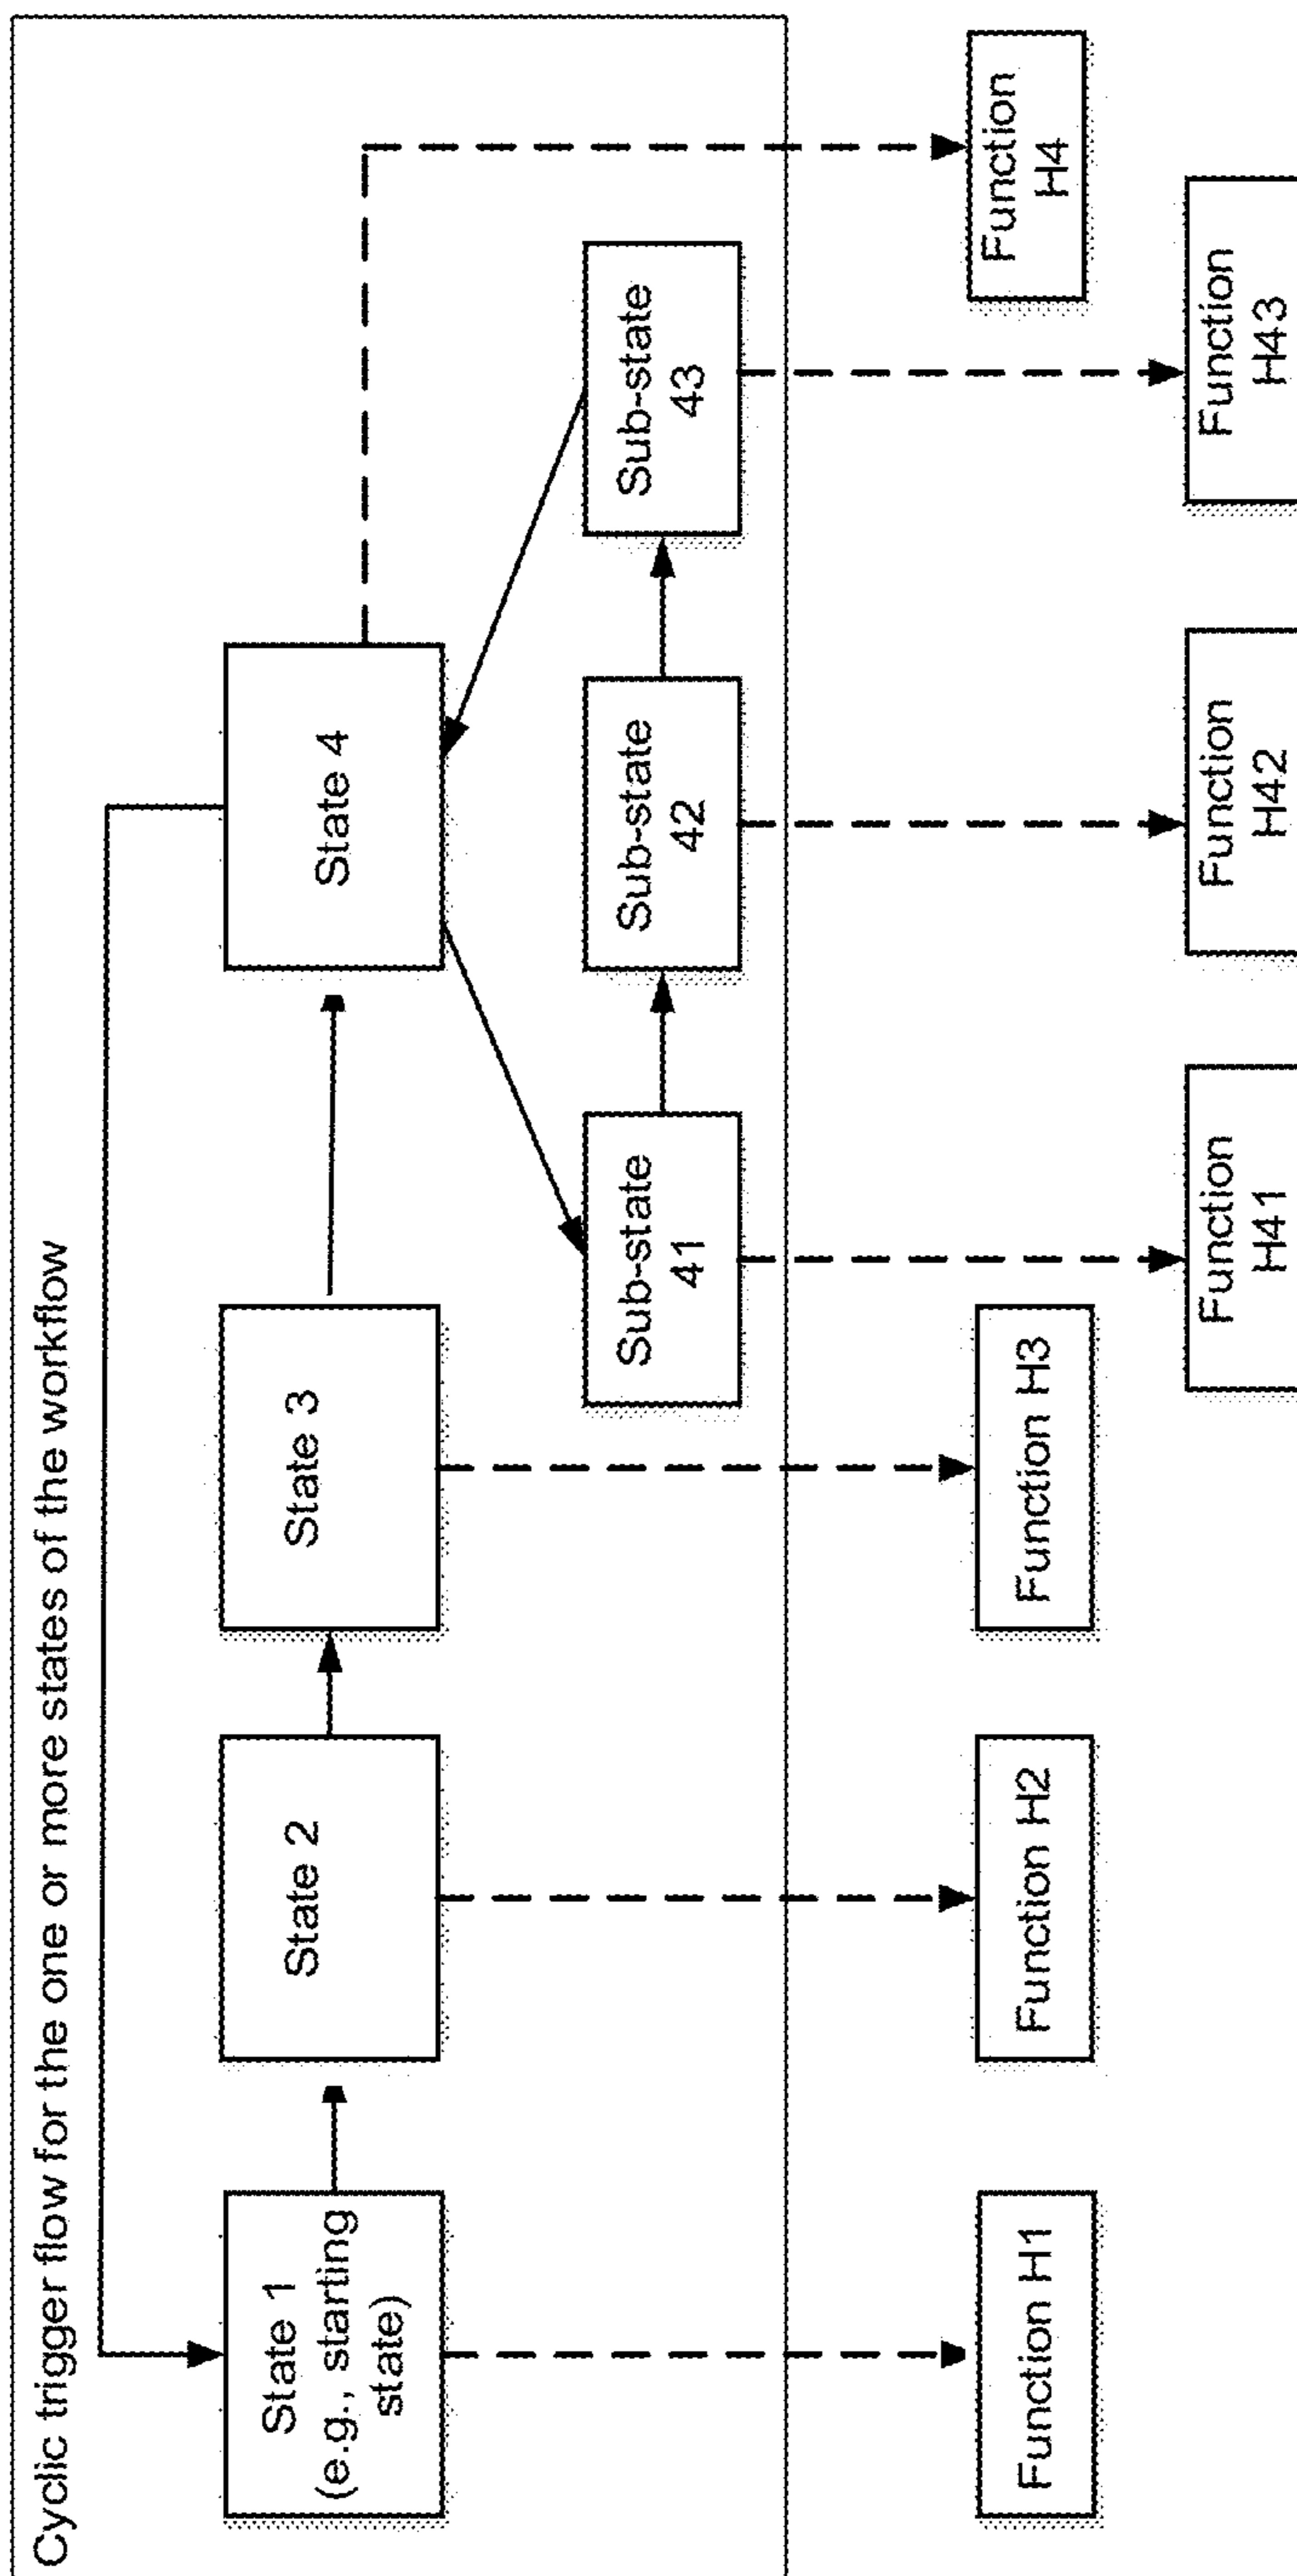 Cyclic trigger flow for the one or more states of the workflow
State 1
(e.g., starting
state)
State 2
State 3
State 4
Sub-state
41
Sub-state
42
Sub-state
43
Function H1
Function H2
Function H3
Function
H4
Function
H41
Function
H42
Function
H43